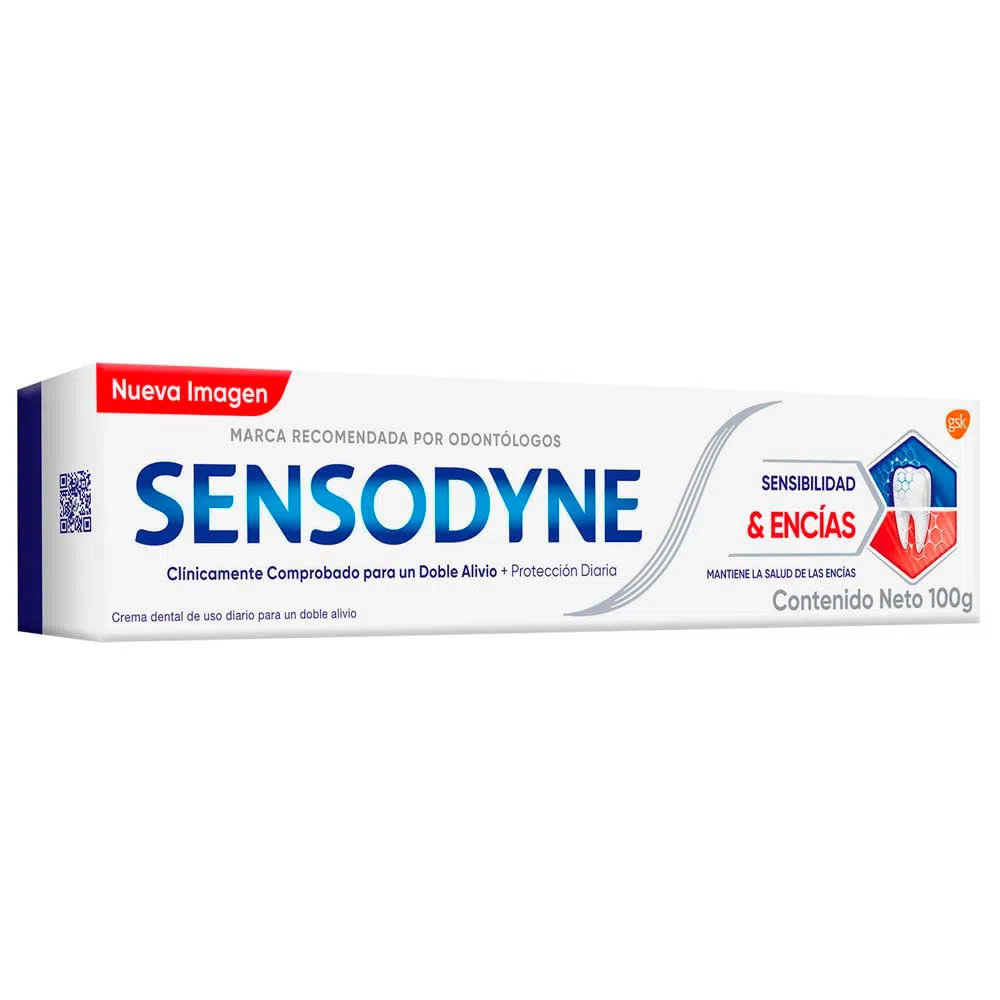 Nueva Imagen
MARCA RECOMENDADA POR ODONTÓLOGOS
SENSODYNE
Clínicamente Comprobado para un Doble Alivio + Protección Diaria
Crema dental de uso diario para un doble alivio
gsk
SENSIBILIDAD
& ENCÍAS
MANTIENE LA SALUD DE LAS ENCÍAS
Contenido Neto 100g